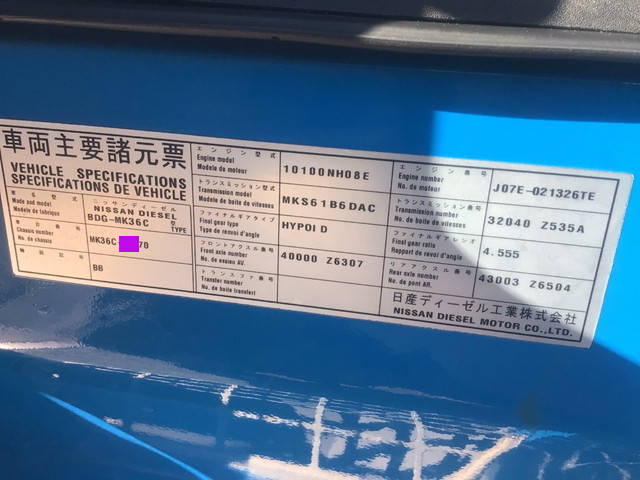 車両主要諸元票
VEHICLE SPECIFICATIONS
SPECIFICATIONS DE VEHICLE
車名
Made and model
Modele de fabrique
ニッサンディーゼル
NISSAN DIESEL
BDG-MK36C
TYPE
車台番号
Chassis number
No. de chassis
MK36C- 70
BB
エンジン型式
Engine model
Modele de moteur
10100NH08E
トランスミッション型式
Transmission model
Modele de boite de vitesses
MKS61B6DAC
ファイナルギアタイプ
Final gear type
Type de renvoi d'angle
HYPOI D
フロントアクスル番号
Front axle number
No. de essieu AV.
40000 Z6307
トランスファ番号
Transfer number
No. de boite transferi
エンジン番号
Engine number
No. de moteur
J07E-021326TE
トランスミッション番号
Transmission number
No. de boite de vitesses
32040 Z535A
ファイナルギアレシオ
Final gear ratio
Rapport de renvoi d'angle
4.555
リアアクスル番号
Rear axle number
No. de pont AR.
43003 Z6504
日産ディーゼル工業株式会社
NISSAN DIESEL MOTOR CO.,LTD.